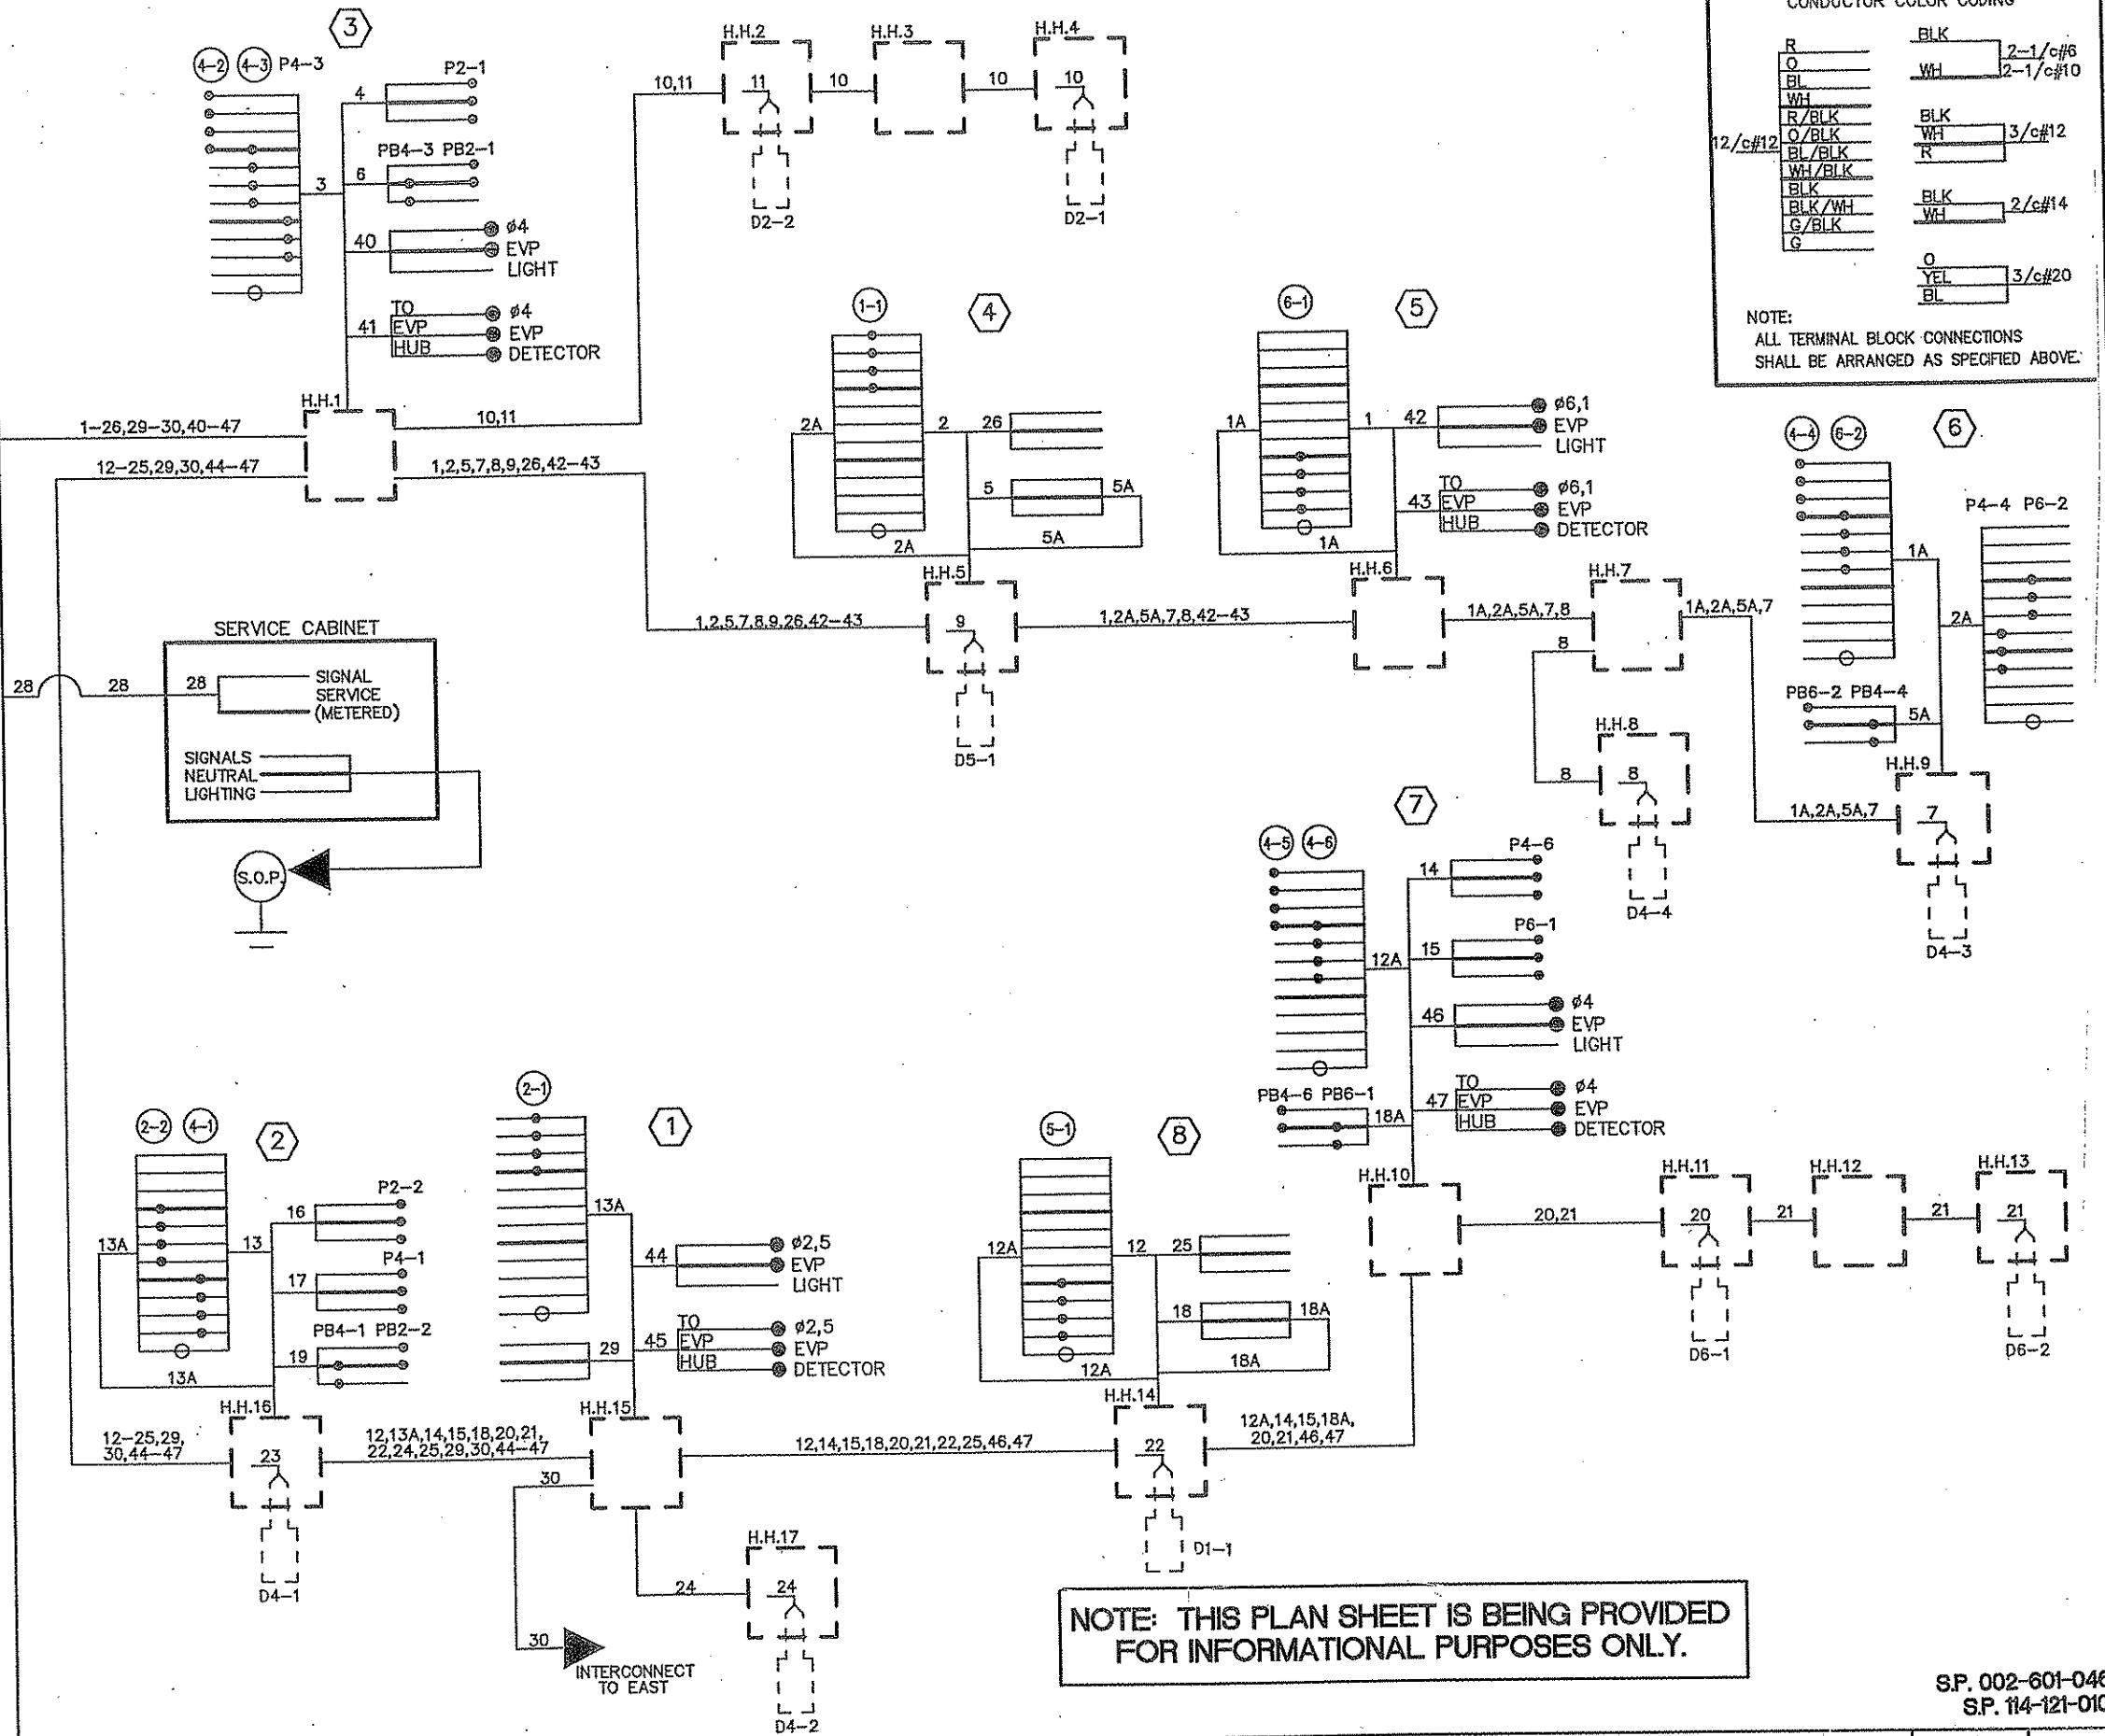 CONDUCTOR COLOR CODING
R
O
BL
WH
R/BLK
O/BLK
BL/BLK
WH/BLK
BLK
BLK/WH
G/BLK
G
12/c#12
BLK
WH
2-1/c#6
2-1/c#10
BLK
WH
R
3/c#12
BLK
WH
2/c#14
O
YEL
BL
3/c#20
NOTE:
ALL TERMINAL BLOCK CONNECTIONS
SHALL BE ARRANGED AS SPECIFIED ABOVE.
3
4-2 4-3 P4-3
3
4
P2-1
PB4-3 PB2-1
6
40
ø4
EVP
LIGHT
41
TO
EVP
HUB
ø4
EVP
DETECTOR
H.H.1
1-26,29-30,40-47
12-25,29,30,44-47
10,11
1,2,5,7,8,9,26,42-43
10,11
H.H.2
11
D2-2
10
H.H.3
10
H.H.4
10
D2-1
1-1
4
2A
2
26
5
5A
5A
2A
H.H.5
1,2,5,7,8,9,26,42-43
9
D5-1
1,2A,5A,7,8,42-43
6-1
5
1A
1
42
ø6,1
EVP
LIGHT
43
TO
EVP
HUB
ø6,1
EVP
DETECTOR
1A
H.H.6
1A,2A,5A,7,8
H.H.7
1A,2A,5A,7
8
8
H.H.8
8
D4-4
4-4 6-2
6
P4-4 P6-2
1A
2A
PB6-2 PB4-4
5A
H.H.9
1A,2A,5A,7
7
D4-3
SERVICE CABINET
28
28
28
SIGNAL
SERVICE
(METERED)
SIGNALS
NEUTRAL
LIGHTING
S.O.P.
7
4-5 4-6
12A
14
P4-6
15
P6-1
46
ø4
EVP
LIGHT
47
TO
EVP
HUB
ø4
EVP
DETECTOR
PB4-6 PB6-1
18A
H.H.10
20,21
H.H.11
20
D6-1
21
H.H.12
21
H.H.13
21
D6-2
2-2 4-1
2
13A
13
16
P2-2
17
P4-1
PB4-1 PB2-2
19
13A
H.H.16
12-25,29,
30,44-47
23
D4-1
12,13A,14,15,18,20,21,
22,24,25,29,30,44-47
2-1
1
13A
44
ø2,5
EVP
LIGHT
29
45
TO
EVP
HUB
ø2,5
EVP
DETECTOR
H.H.15
30
12,14,15,18,20,21,22,25,46,47
30
INTERCONNECT
TO EAST
24
H.H.17
24
D4-2
5-1
8
12A
12
25
18
18A
18A
12A
H.H.14
22
D1-1
12A,14,15,18A,
20,21,46,47
NOTE: THIS PLAN SHEET IS BEING PROVIDED
FOR INFORMATIONAL PURPOSES ONLY.
S.P. 002-601-046
S.P. 114-121-010